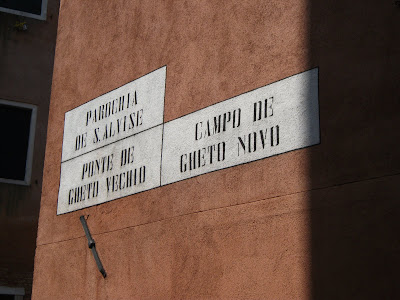 PAROCHIA
DE S. ALVISE
PONTE DE
GHETO VECHIO
CAMPO DE
GHETO NOVO